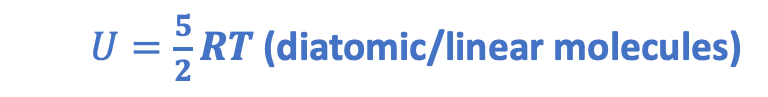 U = 5/2 RT (diatomic/linear molecules)